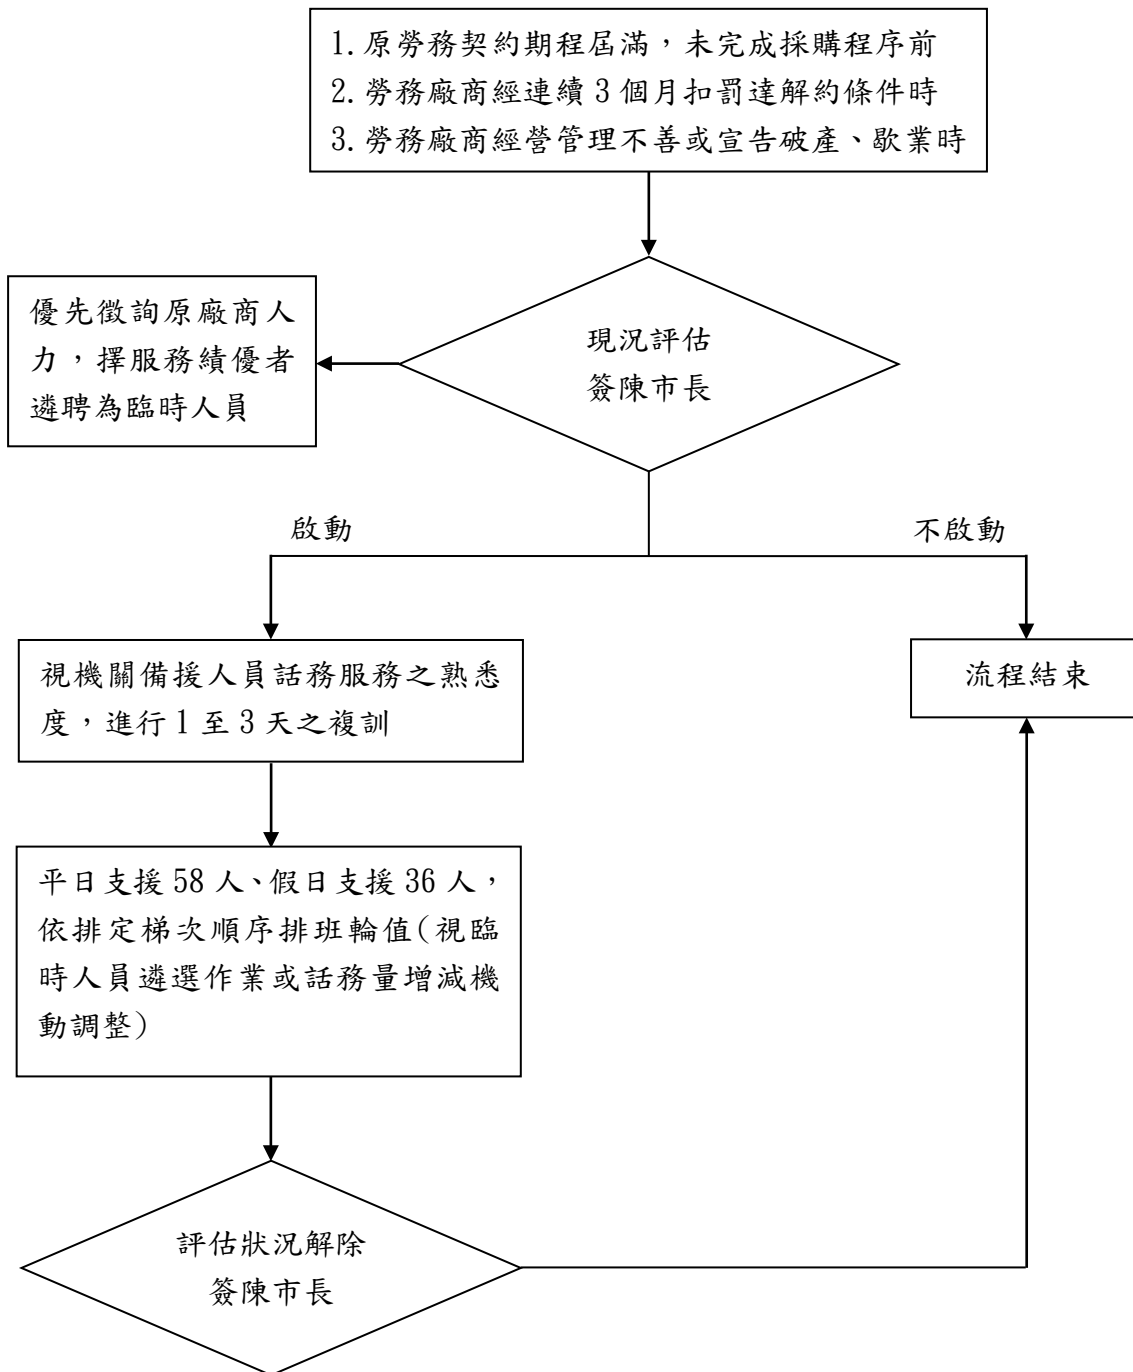 1. 原勞務契約期程屆滿，未完成採購程序前
2. 勞務廠商經連續 3 個月扣罰達解約條件時
3. 勞務廠商經營管理不善或宣告破產、歇業時
現況評估
簽陳市長
優先徵詢原廠商人
力，擇服務績優者
遴聘為臨時人員
啟動
不啟動
視機關備援人員話務服務之熟悉
度，進行 1 至 3 天之複訓
流程結束
平日支援 58 人、假日支援 36 人，
依排定梯次順序排班輪值(視臨
時人員遴選作業或話務量增減機
動調整)
評估狀況解除
簽陳市長